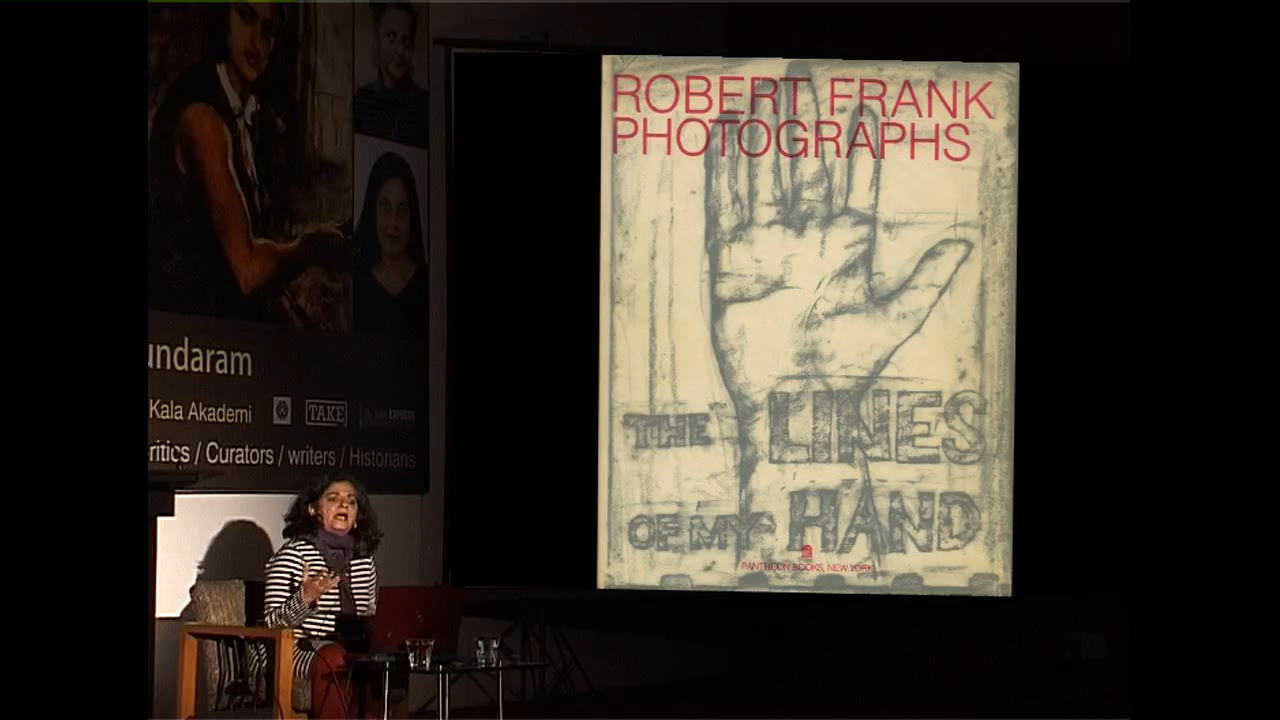 undaram
Kala Akademi
TAKE
ritics / Curators / writers / Historians
ROBERT FRANK
PHOTOGRAPHS
THE LINES
OF MY HAND
PANTHEON BOOKS, NEW YORK